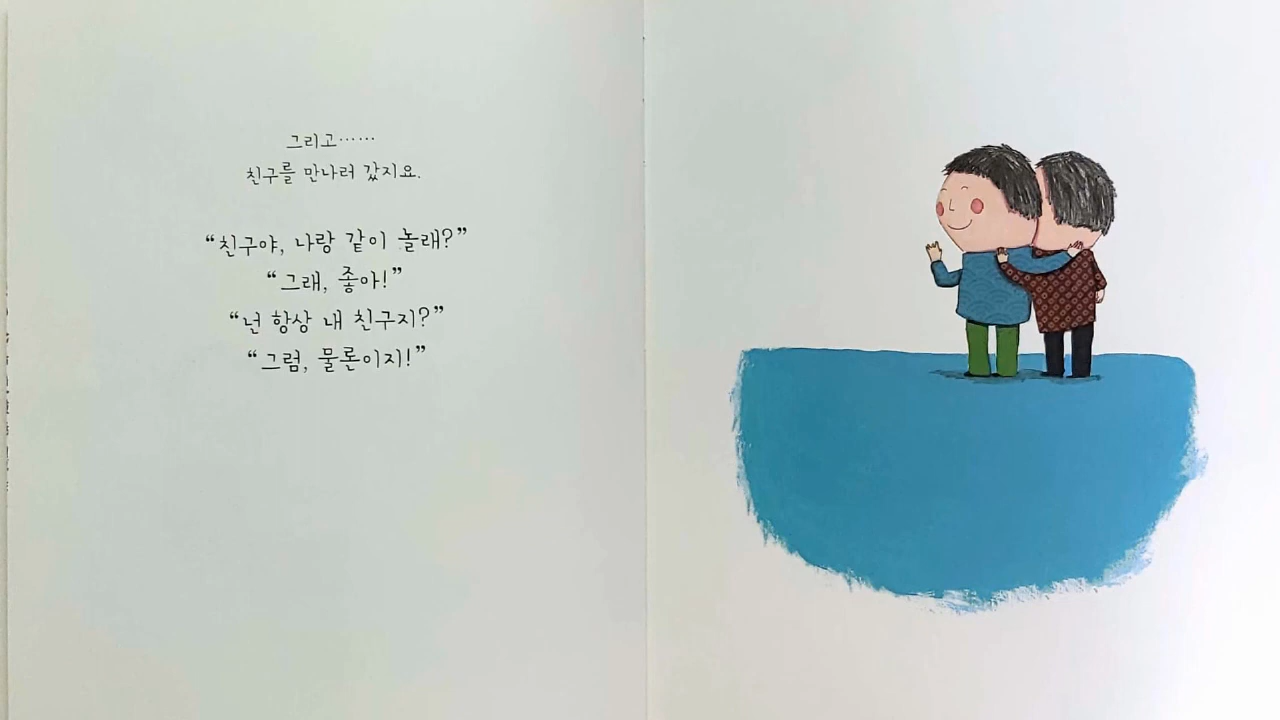 그리고……
친구를 만나러 갔지요.
“친구야, 나랑 같이 놀래?”
“그래, 좋아!”
“넌 항상 내 친구지?”
“그럼, 물론이지!”